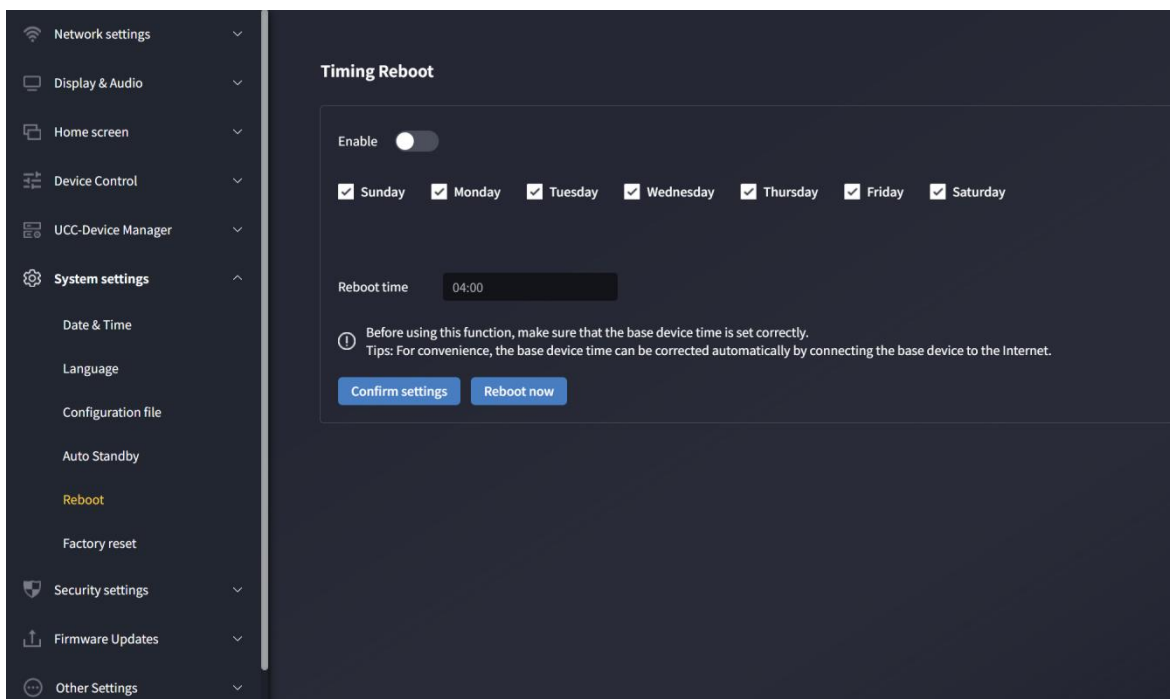 Network settings
Display & Audio
Home screen
Device Control
UCC-Device Manager
System settings
Date & Time
Language
Configuration file
Auto Standby
Reboot
Factory reset
Security settings
Firmware Updates
Other Settings
Timing Reboot
Enable
Sunday Monday Tuesday Wednesday Thursday Friday Saturday
Reboot time 04:00
Before using this function, make sure that the base device time is set correctly.
Tips: For convenience, the base device time can be corrected automatically by connecting the base device to the Internet.
Confirm settings Reboot now